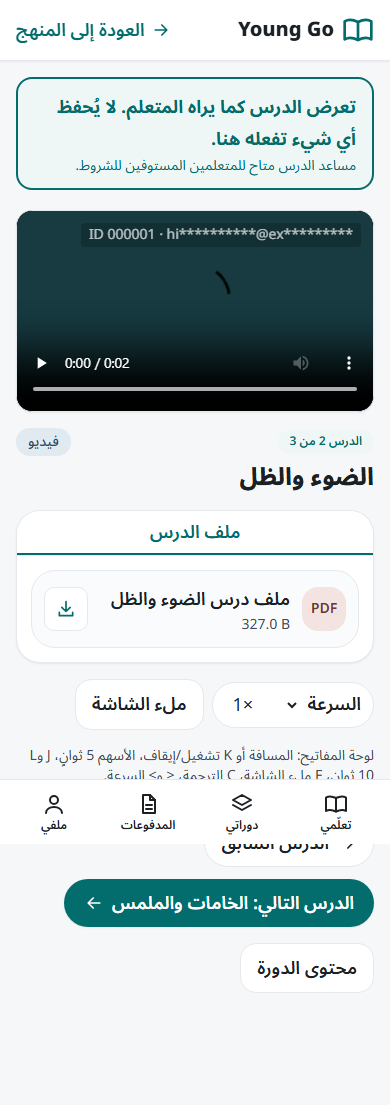 Young Go
العودة إلى المنهج
تعرض الدرس كما يراه المتعلم. لا يُحفظ
أي شيء تفعله هنا.
مساعد الدرس متاح للمتعلمين المستوفين للشروط.
ID 000001 · hi**********@ex*********
0:00 / 0:02
الدرس 2 من 3
فيديو
الضوء والظل
ملف الدرس
PDF
ملف درس الضوء والظل
327.0 B
السرعة
1×
ملء الشاشة
لوحة المفاتيح: المسافة أو K تشغيل/إيقاف، الأسهم 5 ثوانٍ، J وL
10 ثوانٍ، F ملء الشاشة، C الترجمة، < و> السرعة.
تعلّمي
دوراتي
المدفوعات
ملفي
الدرس السابق
الدرس التالي: الخامات والملمس
محتوى الدورة